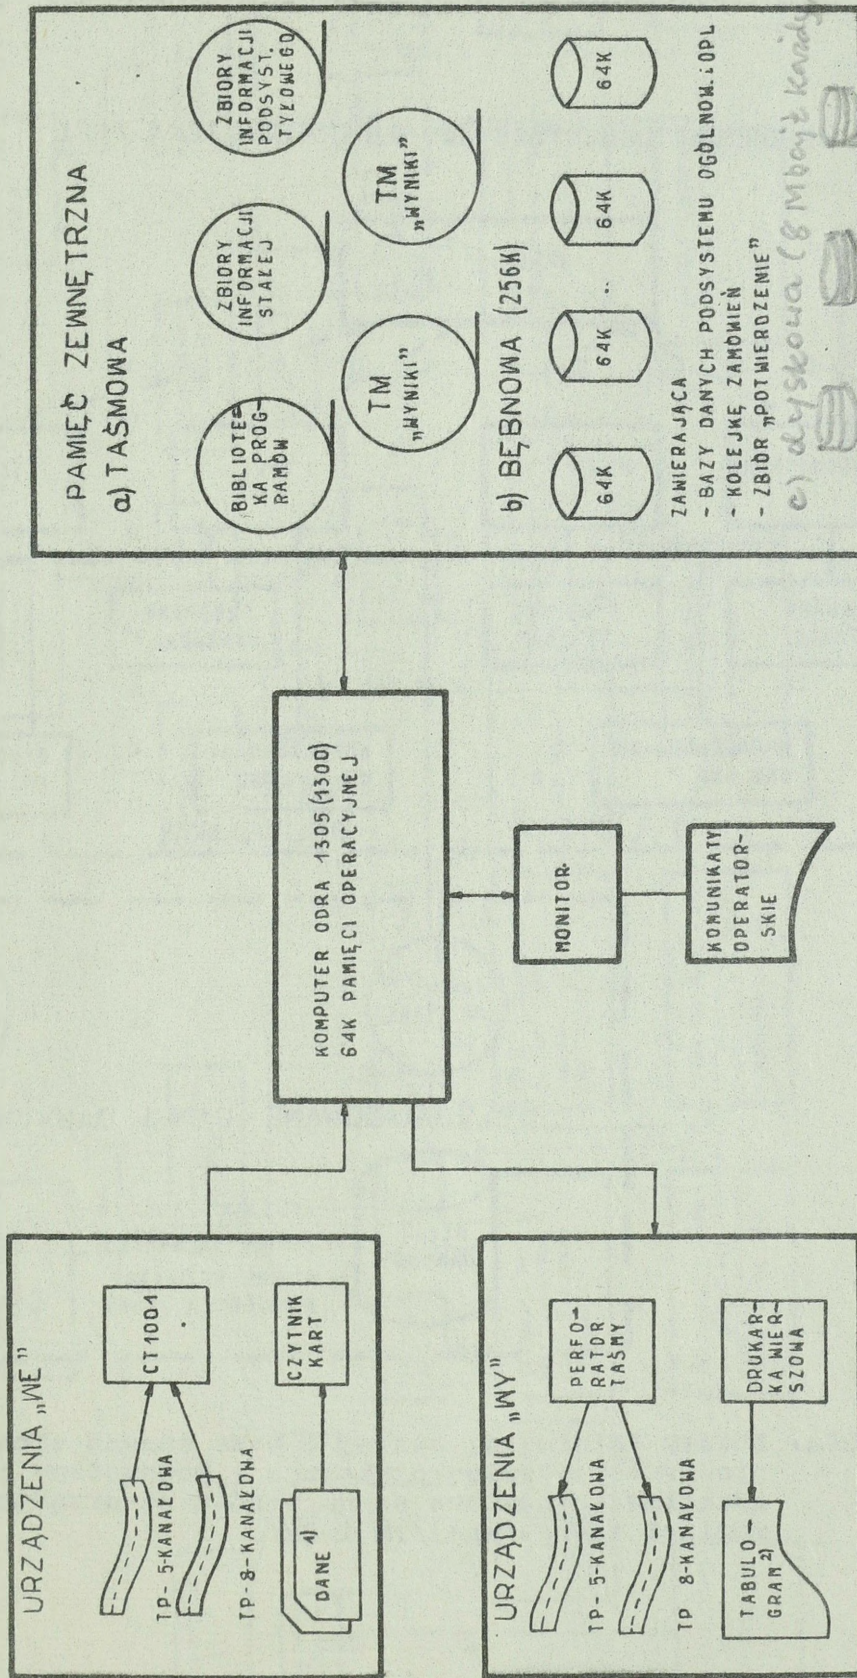 URZĄDZENIA „WE”
TP- 5-KANAŁOWA
TP- 8-KANAŁOWA
CT1001
DANE 1)
CZYTNIK
KART
URZĄDZENIA „WY”
TP- 5-KANAŁOWA
TP 8-KANAŁOWA
PERFO-
RATOR
TAŚMY
TABULO-
GRAM 2)
DRUKAR-
KA WIER-
SZOWA
KOMPUTER ODRA 1305 (1300)
64K PAMIĘCI OPERACYJNEJ
MONITOR
KOMUNIKATY
OPERATOR-
SKIE
PAMIĘĆ ZEWNĘTRZNA
a) TAŚMOWA
BIBLIOTE-
KA PROG-
RAMÓW
ZBIORY
INFORMACJI
STAŁEJ
ZBIORY
INFORMACJI
PODSYST.
TYŁOWEGO
TM
„WYNIKI”
TM
„WYNIKI”
b) BĘBNOWA (256K)
64K
64K
64K
64K
ZAWIERAJĄCA
- BAZY DANYCH PODSYSTEMU OGÓLNOW. i OPL
- KOLEJKĘ ZAMÓWIEŃ
- ZBIÓR „POTWIERDZENIE”
c) dyskowa (8 Mbajt każdy